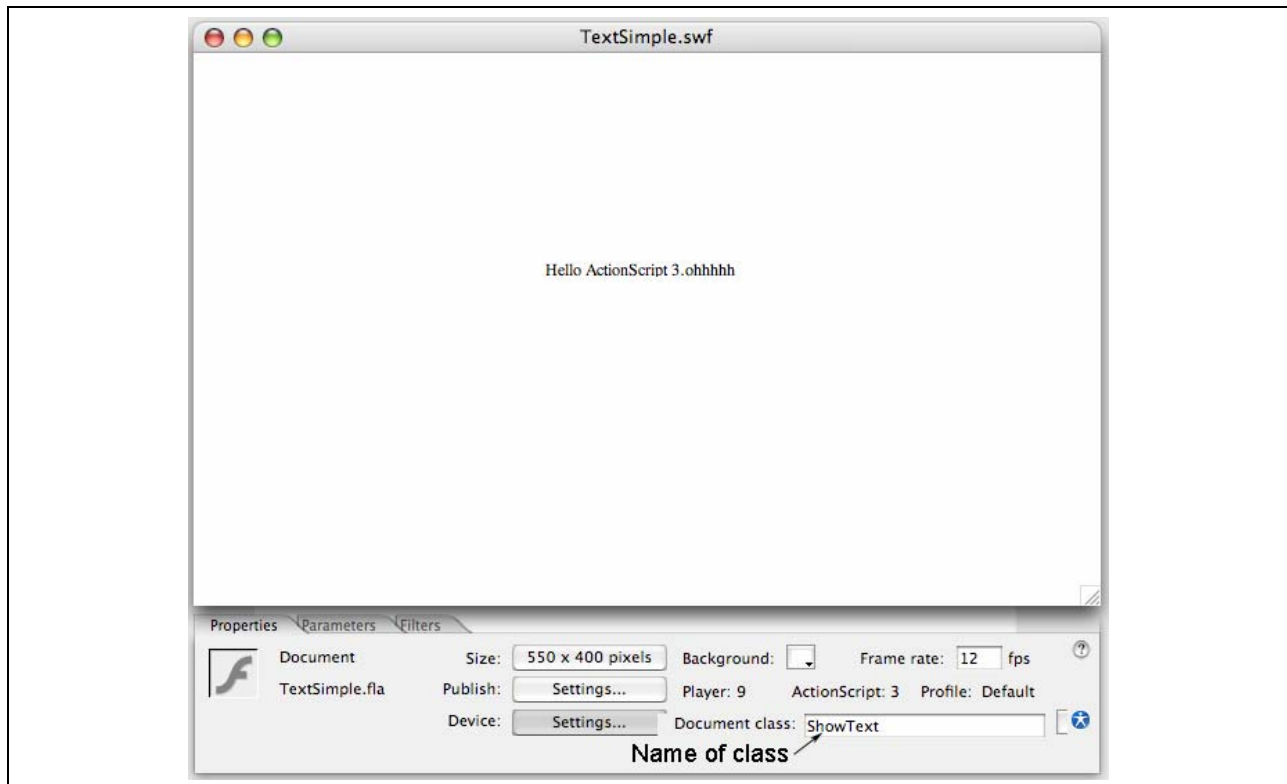 TextSimple.swf
Hello ActionScript 3.ohhhhh
Properties Parameters Filters
Document Size: 550 x 400 pixels Background: Frame rate: 12 fps ?
TextSimple.fla Publish: Settings... Player: 9 ActionScript: 3 Profile: Default
Device: Settings... Document class: ShowText
Name of class